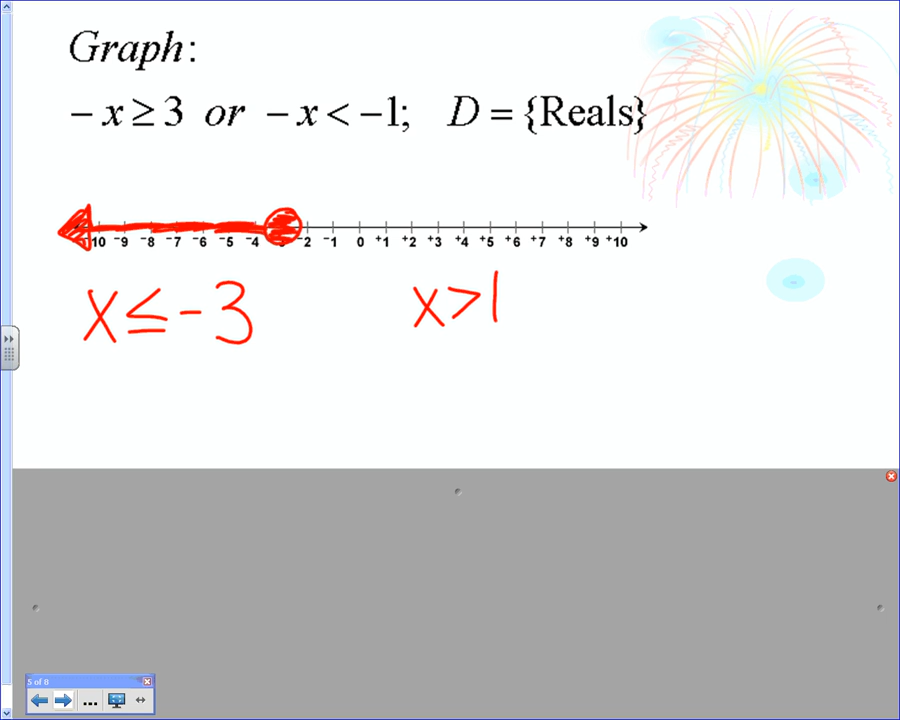 Graph:
−x ≥ 3 or −x < −1; D = {Reals}
10 ⁻9 ⁻8 ⁻7 ⁻6 ⁻5 ⁻4 ⁻2 ⁻1 0 ⁺1 ⁺2 ⁺3 ⁺4 ⁺5 ⁺6 ⁺7 ⁺8 ⁺9 ⁺10
x ≤ -3 x > 1
5 of 8
...